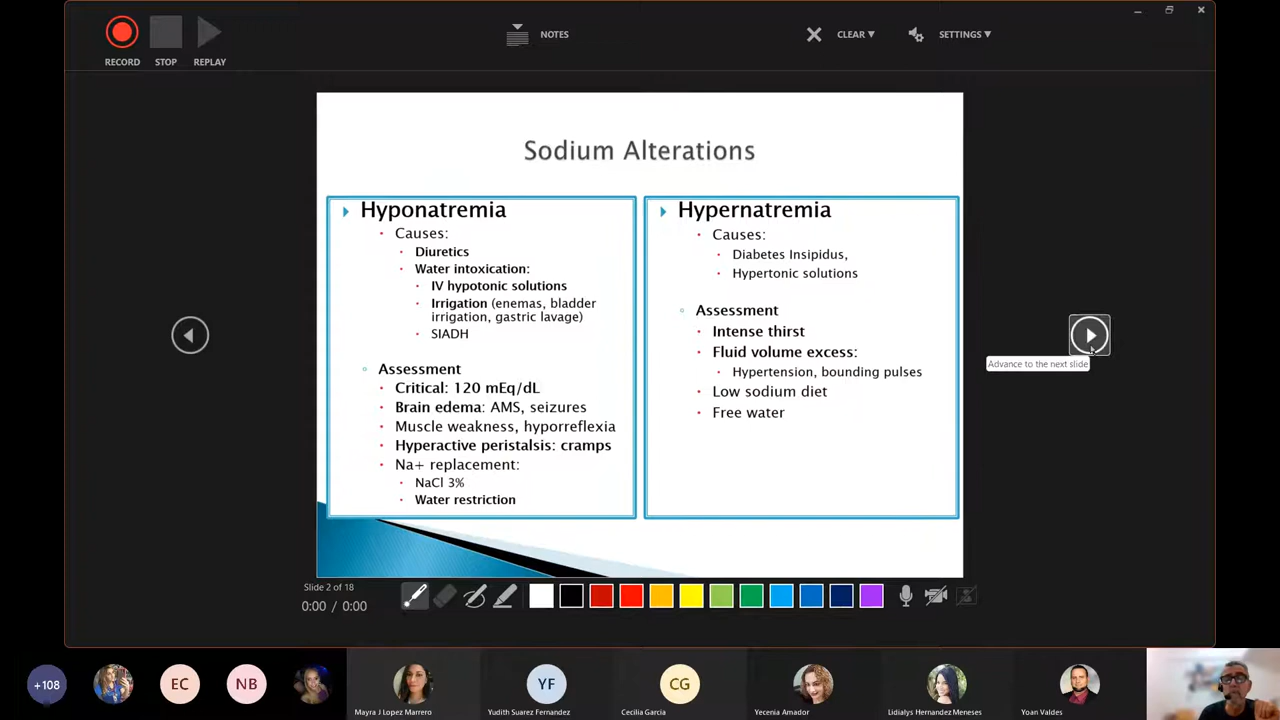 RECORD
STOP
REPLAY
NOTES
CLEAR
SETTINGS
Sodium Alterations
Hyponatremia
Causes:
Diuretics
Water intoxication:
IV hypotonic solutions
Irrigation (enemas, bladder
irrigation, gastric lavage)
SIADH
Assessment
Critical: 120 mEq/dL
Brain edema: AMS, seizures
Muscle weakness, hyporreflexia
Hyperactive peristalsis: cramps
Na+ replacement:
NaCl 3%
Water restriction
Hypernatremia
Causes:
Diabetes Insipidus,
Hypertonic solutions
Assessment
Intense thirst
Fluid volume excess:
Hypertension, bounding pulses
Low sodium diet
Free water
Advance to the next slide
Slide 2 of 18
0:00 / 0:00
+108
EC
NB
YF
CG
Mayra J Lopez Marrero
Yudith Suarez Fernandez
Cecilia Garcia
Yecenia Amador
Lidialys Hernandez Meneses
Yoan Valdes